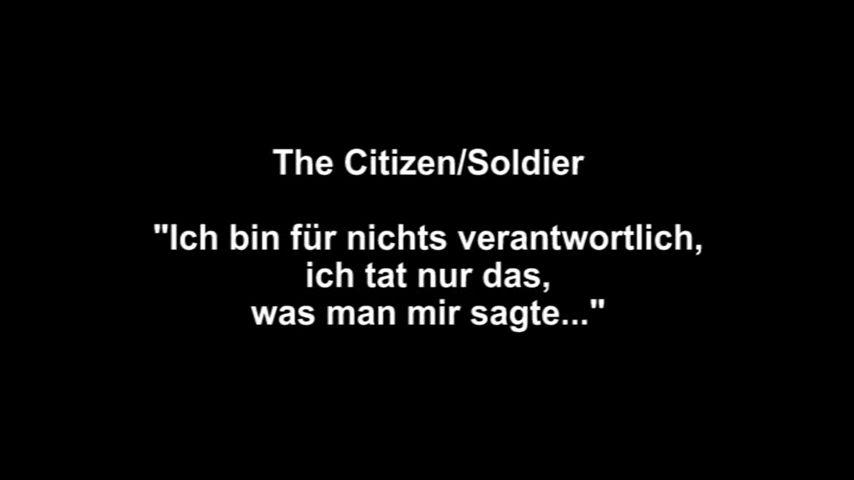 The Citizen/Soldier
"Ich bin für nichts verantwortlich,
ich tat nur das,
was man mir sagte..."